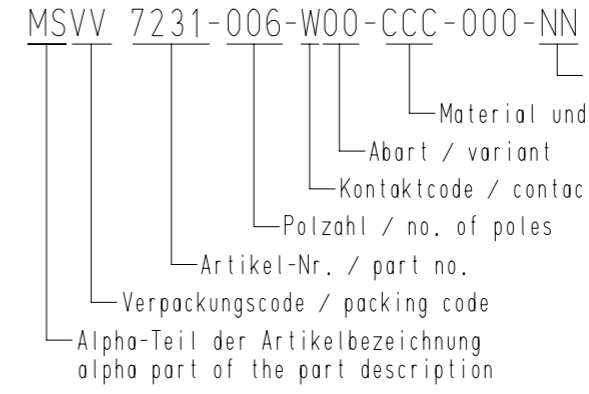 MSVV 7231-006-W00-CCC-000-NN
Material und
Abart / variant
Kontaktcode / contac
Polzahl / no. of poles
Artikel-Nr. / part no.
Verpackungscode / packing code
Alpha-Teil der Artikelbezeichnung
alpha part of the part description